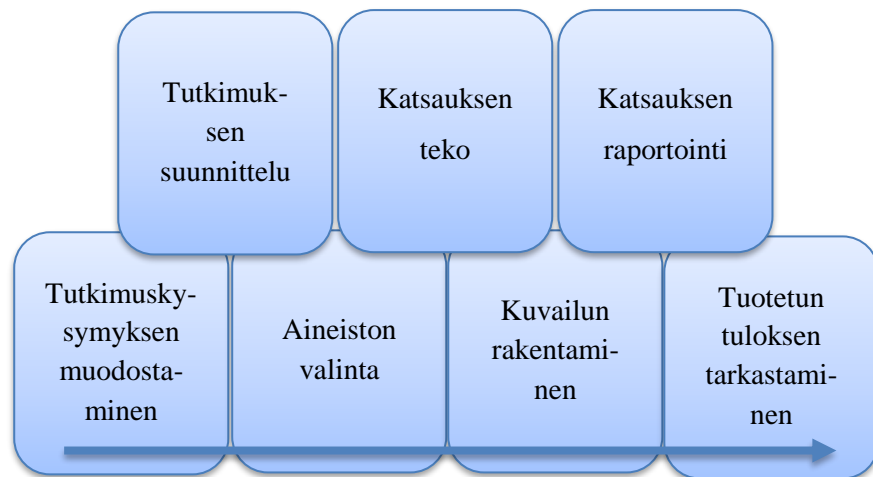 Tutkimuk-
sen
suunnittelu
Katsauksen
teko
Katsauksen
raportointi
Tutkimusky-
symyksen
muodosta-
minen
Aineiston
valinta
Kuvailun
rakentami-
nen
Tuotetun
tuloksen
tarkastami-
nen